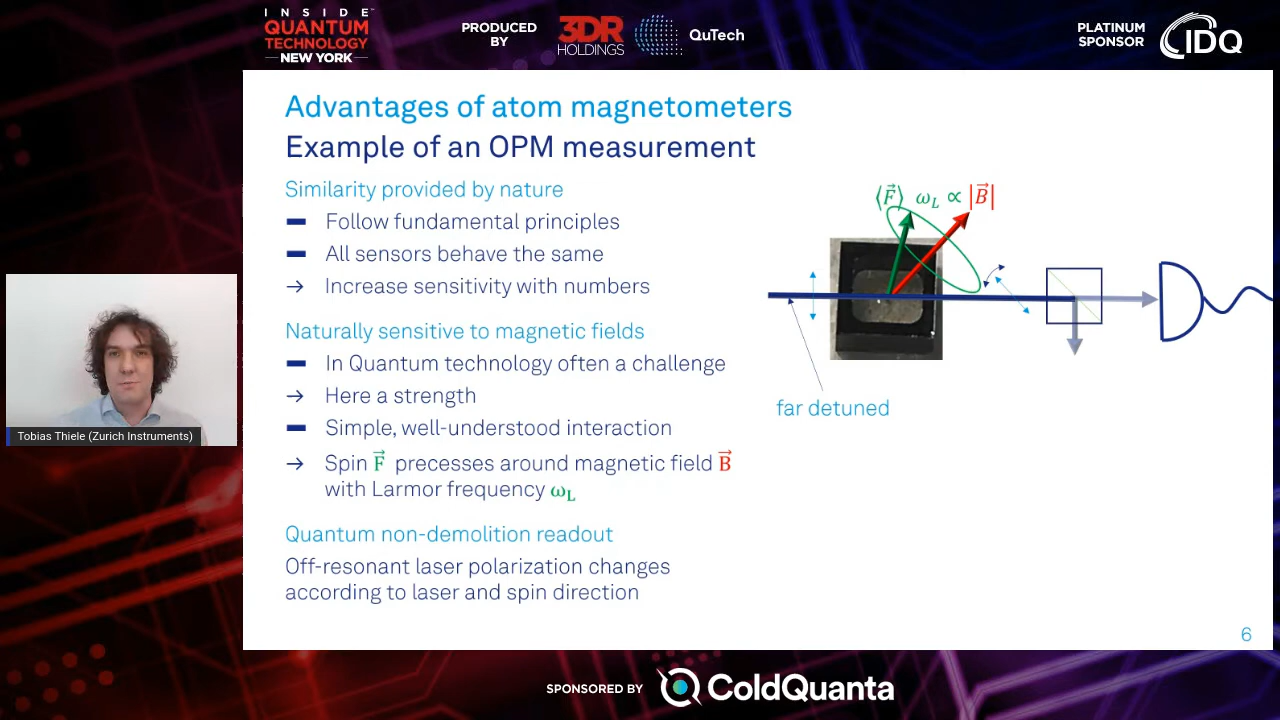 INSIDE
QUANTUM
TECHNOLOGY
NEW YORK
PRODUCED
BY
3DR
HOLDINGS
QuTech
PLATINUM
SPONSOR
IDQ
Advantages of atom magnetometers
Example of an OPM measurement
Similarity provided by nature
Follow fundamental principles
All sensors behave the same
→ Increase sensitivity with numbers
Naturally sensitive to magnetic fields
In Quantum technology often a challenge
→ Here a strength
Simple, well-understood interaction
→ Spin F⃗ precesses around magnetic field B⃗
with Larmor frequency ω_L
Quantum non-demolition readout
Off-resonant laser polarization changes
according to laser and spin direction
⟨F⃗⟩ ω_L ∝ |B⃗|
far detuned
6
Tobias Thiele (Zurich Instruments)
SPONSORED BY
ColdQuanta